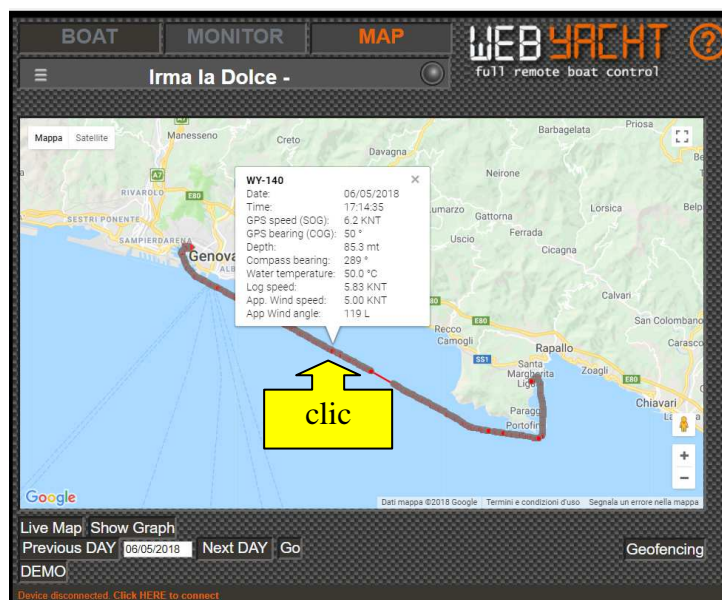 BOAT MONITOR MAP
WEB YACHT ?
full remote boat control
≡ Irma la Dolce -
Mappa Satellite
Manesseno
Creto
Davagna
Barbagelata
Priosa
Neirone
A7
RIVAROLO
E80
SESTRI PONENTE
SAMPIERDARENA
Genova
Gattorna
Lorsica
Uscio
Ferrada
Cicagna
Calvari
San Colombano
Carasco
Recco
Camogli
E80
SS1
Rapallo
Santa
Margherita
Zoagli
E80
Chiavari
Portofino
WY-140 ×
Date: 06/05/2018
Time: 17:14:35
GPS speed (SOG): 6.2 KNT
GPS bearing (COG): 50 °
Depth: 85.3 mt
Compass bearing: 289 °
Water temperature: 50.0 °C
Log speed: 5.83 KNT
App. Wind speed: 5.00 KNT
App Wind angle: 119 L
clic
+
−
Google
Dati mappa ©2018 Google Termini e condizioni d'uso Segnala un errore nella mappa
Live Map Show Graph
Previous DAY 06/05/2018 Next DAY Go Geofencing
DEMO
Device disconnected. Click HERE to connect